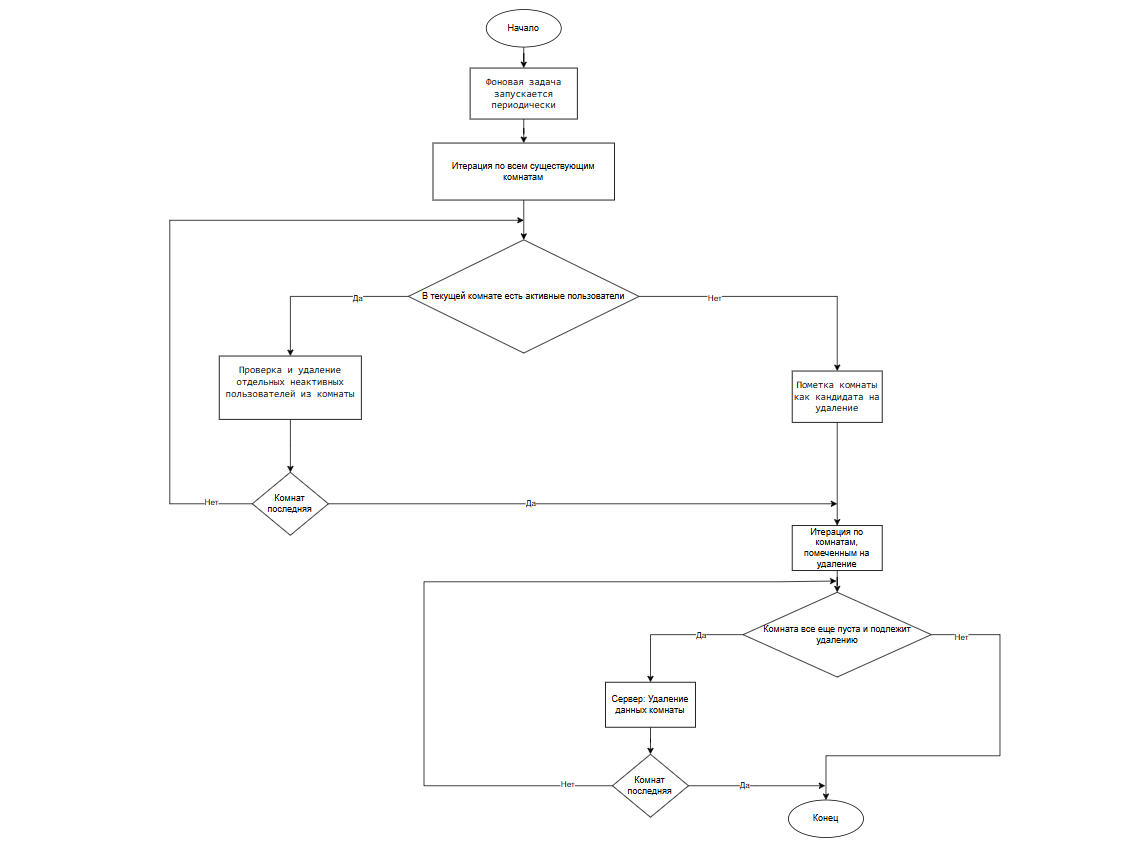 Начало
Фоновая задача
запускается
периодически
Итерация по всем существующим
комнатам
В текущей комнате есть активные пользователи
Да
Нет
Проверка и удаление
отдельных неактивных
пользователей из комнаты
Пометка комнаты
как кандидата на
удаление
Комнат
последняя
Нет
Да
Итерация по
комнатам,
помеченным на
удаление
Комната все еще пуста и подлежит
удалению
Да
Нет
Сервер: Удаление
данных комнаты
Комнат
последняя
Нет
Да
Конец